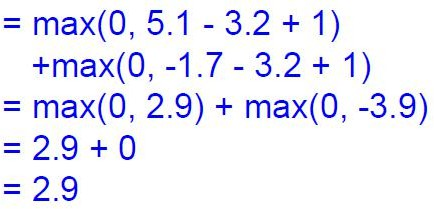 = max(0, 5.1 - 3.2 + 1)
+max(0, -1.7 - 3.2 + 1)
= max(0, 2.9) + max(0, -3.9)
= 2.9 + 0
= 2.9